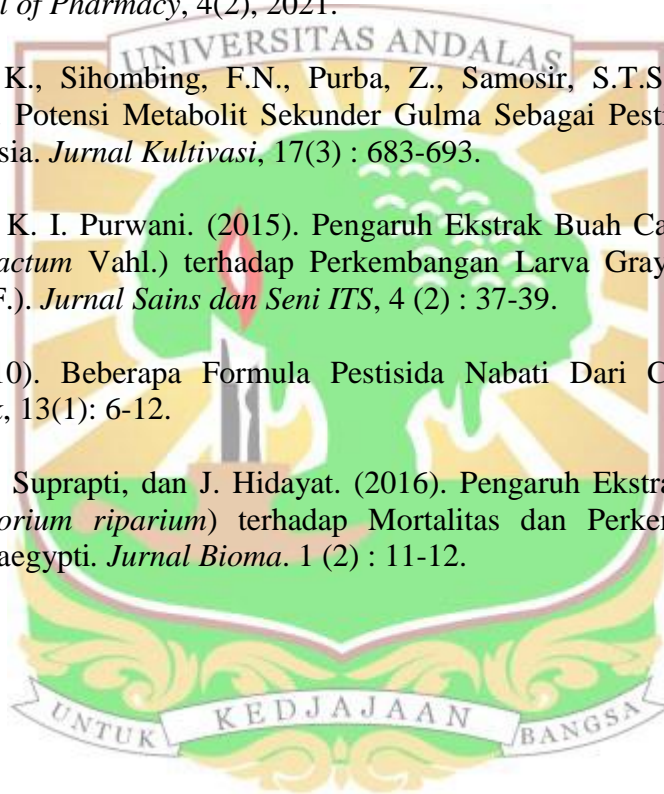 l of Pharmacy, 4(2), 2021.
UNIVERSITAS ANDALAS
K., Sihombing, F.N., Purba, Z., Samosir, S.T.S
Potensi Metabolit Sekunder Gulma Sebagai Pesti
sia. Jurnal Kultivasi, 17(3) : 683-693.
K. I. Purwani. (2015). Pengaruh Ekstrak Buah Ca
actum Vahl.) terhadap Perkembangan Larva Gray
F.). Jurnal Sains dan Seni ITS, 4 (2) : 37-39.
10). Beberapa Formula Pestisida Nabati Dari C
, 13(1): 6-12.
Suprapti, dan J. Hidayat. (2016). Pengaruh Ekstra
orium riparium) terhadap Mortalitas dan Perker
aegypti. Jurnal Bioma. 1 (2) : 11-12.
UNTUK KEDJAJAAN BANGSA